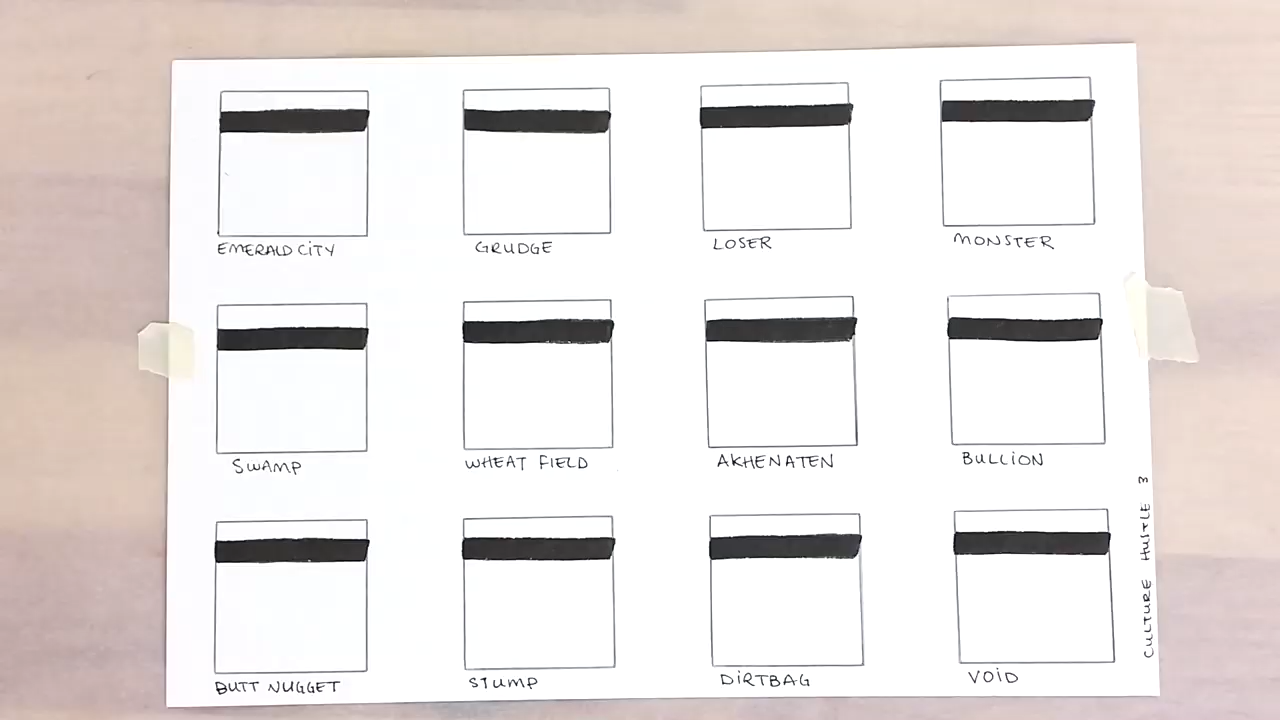 EMERALD CITY
GRUDGE
LOSER
MONSTER
SWAMP
WHEAT FIELD
AKHENATEN
BULLION
BUTT NUGGET
STUMP
DIRTBAG
VOID
CULTURE HUSTLE 3